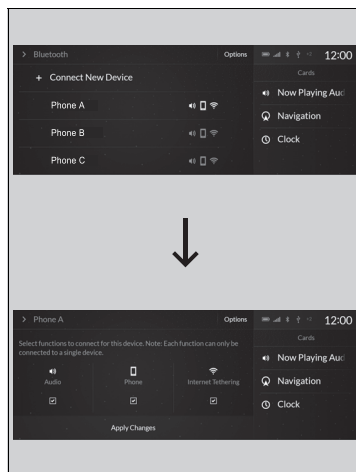 > Bluetooth
Options
12:00
+ Connect New Device
Phone A
Phone B
Phone C
Cards
Now Playing Aud
Navigation
Clock
> Phone A
Options
12:00
Select functions to connect for this device. Note: Each function can only be
connected to a single device.
Audio
Phone
Internet Tethering
Apply Changes
Cards
Now Playing Aud
Navigation
Clock